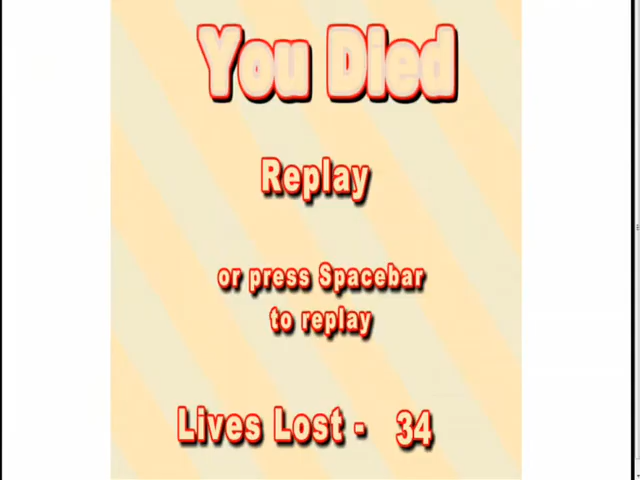 You Died
Replay
or press Spacebar
to replay
Lives Lost - 34